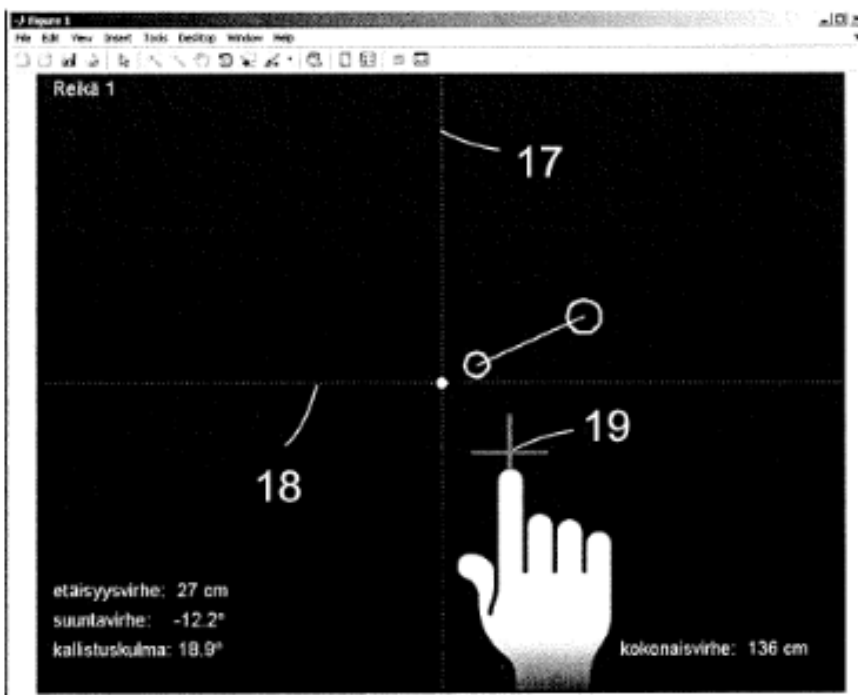 Figure 1
File Edit View Insert Tools Desktop Window Help
Reikä 1
17
19
18
etäisyysvirhe: 27 cm
suuntavirhe: -12.2°
kallistuskulma: 18.9°
kokonaisvirhe: 136 cm